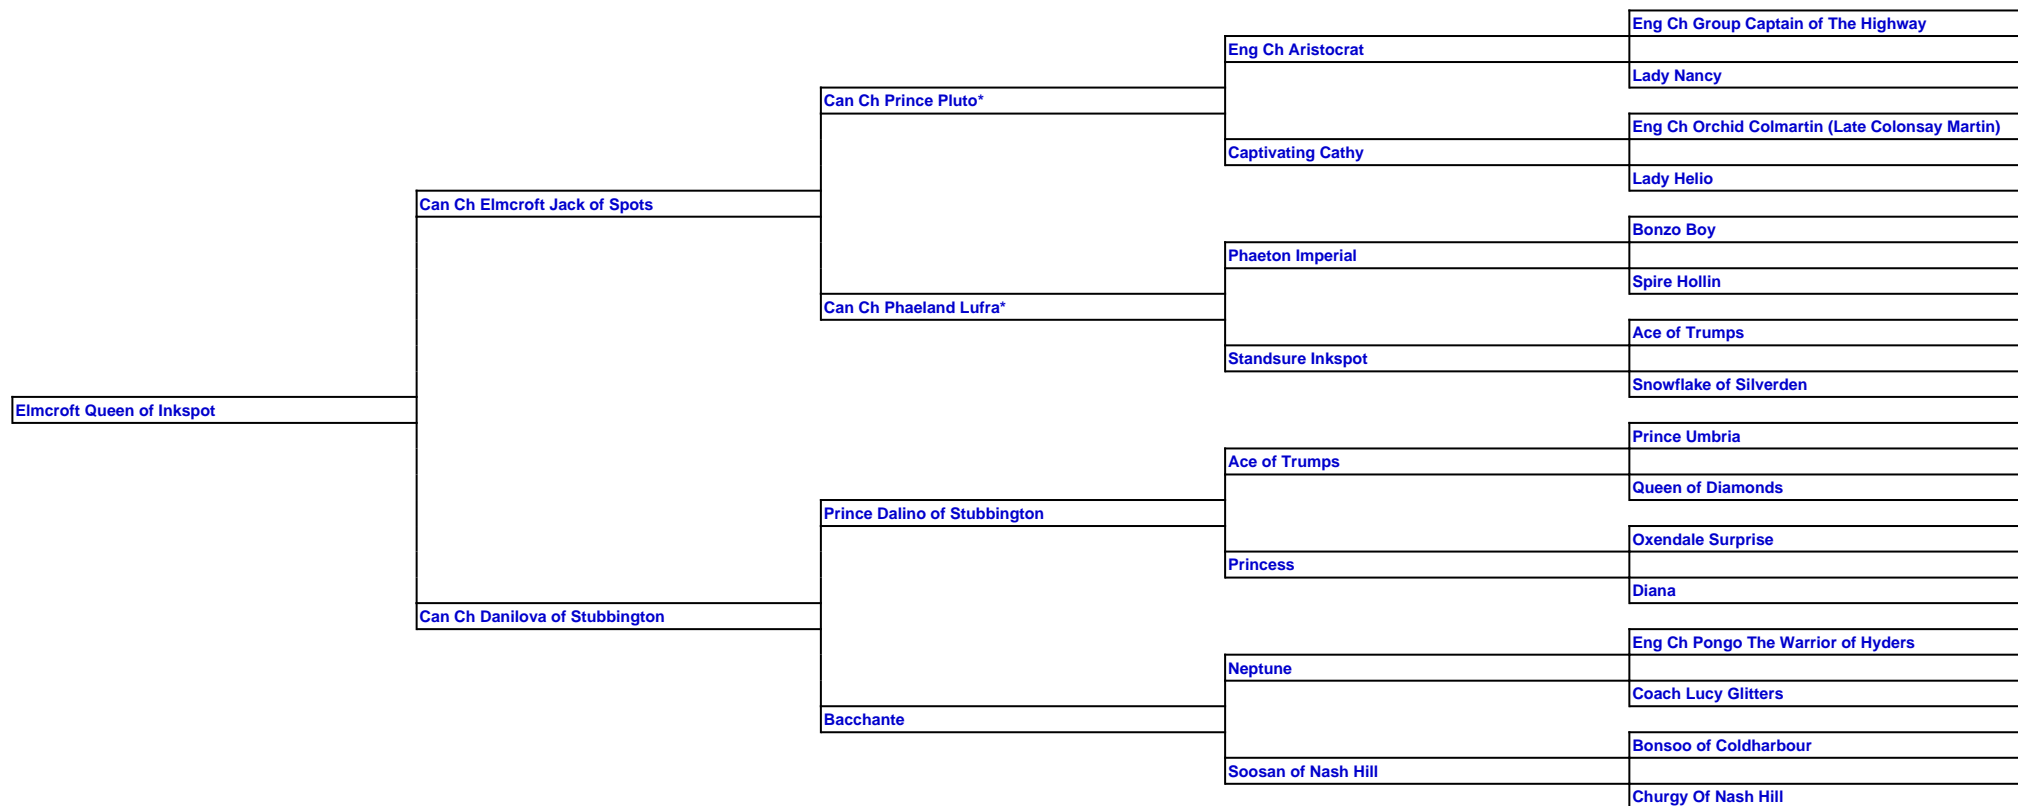 Eng Ch Group Captain of The Highway
Eng Ch Aristocrat
Lady Nancy
Can Ch Prince Pluto*
Eng Ch Orchid Colmartin (Late Colonsay Martin)
Captivating Cathy
Lady Helio
Can Ch Elmcroft Jack of Spots
Bonzo Boy
Phaeton Imperial
Spire Hollin
Can Ch Phaeland Lufra*
Ace of Trumps
Standsure Inkspot
Snowflake of Silverden
Elmcroft Queen of Inkspot
Prince Umbria
Ace of Trumps
Queen of Diamonds
Prince Dalino of Stubbington
Oxendale Surprise
Princess
Diana
Can Ch Danilova of Stubbington
Eng Ch Pongo The Warrior of Hyders
Neptune
Coach Lucy Glitters
Bacchante
Bonsoo of Coldharbour
Soosan of Nash Hill
Churgy Of Nash Hill